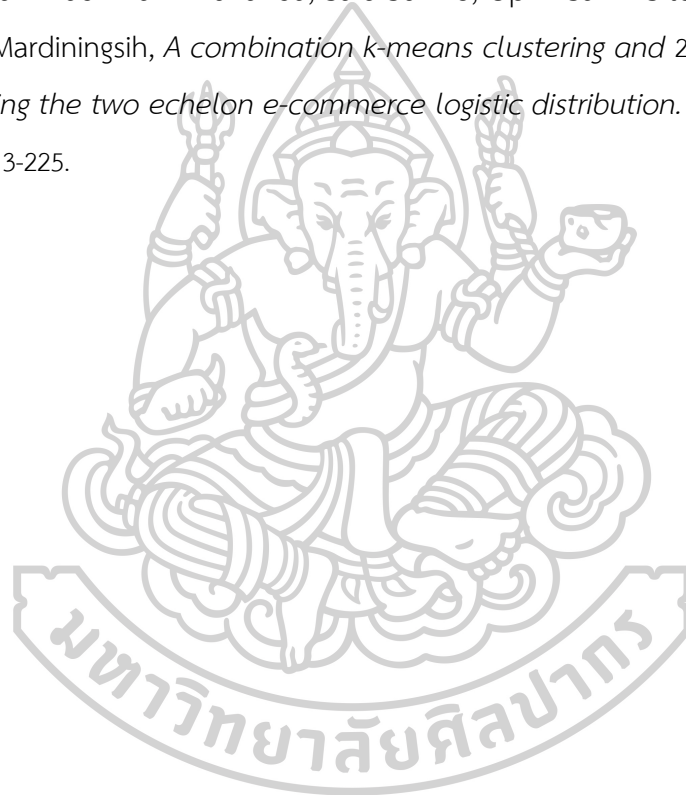 Mardiningsih, A combination k-means clustering and 2
ing the two echelon e-commerce logistic distribution.
3-225.
มหาวิทยาลัยศิลปากร